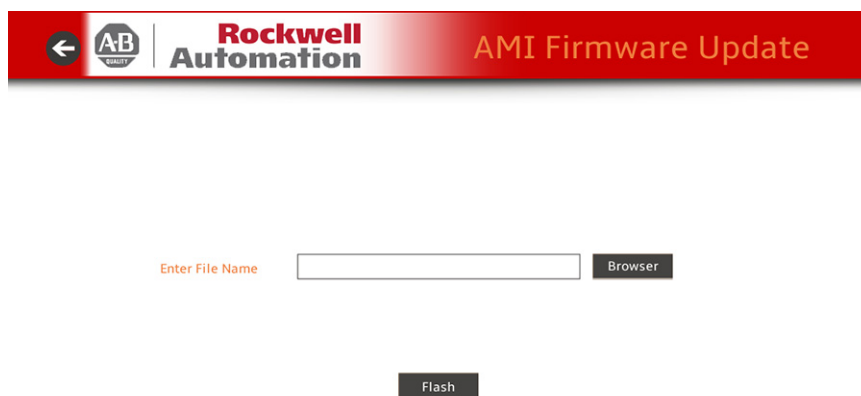 A·B
QUALITY
Rockwell
Automation
AMI Firmware Update
Enter File Name
Browser
Flash